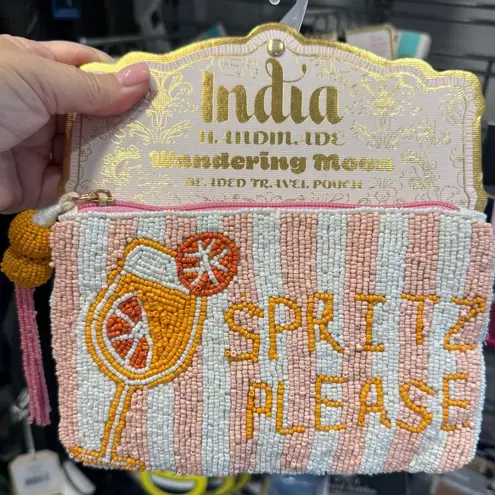 India
HANDMADE
Wandering Moon
BEADED TRAVEL POUCH
SPRITZ
PLEASE